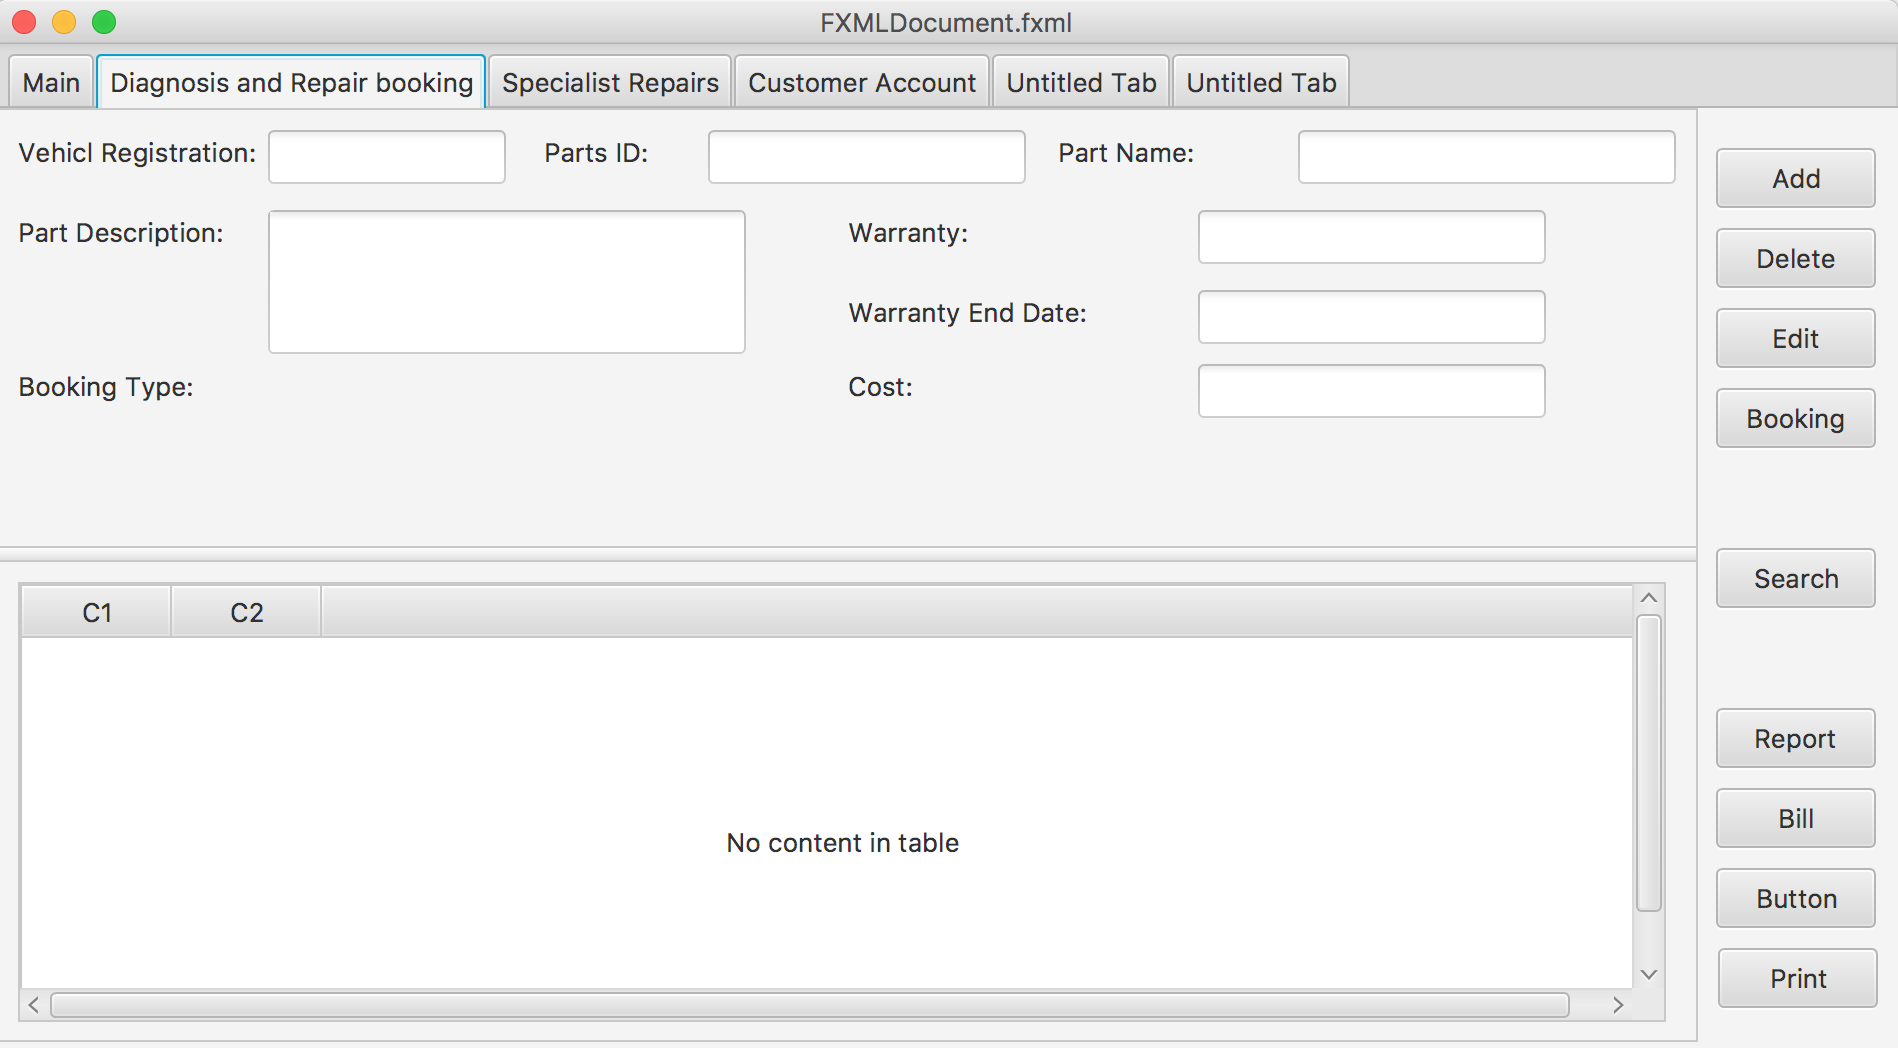 FXMLDocument.fxml
Main Diagnosis and Repair booking Specialist Repairs Customer Account Untitled Tab Untitled Tab
Vehicl Registration: Parts ID: Part Name:
Part Description: Warranty:
Warranty End Date:
Booking Type: Cost:
Add
Delete
Edit
Booking
Search
Report
Bill
Button
Print
C1 C2
No content in table